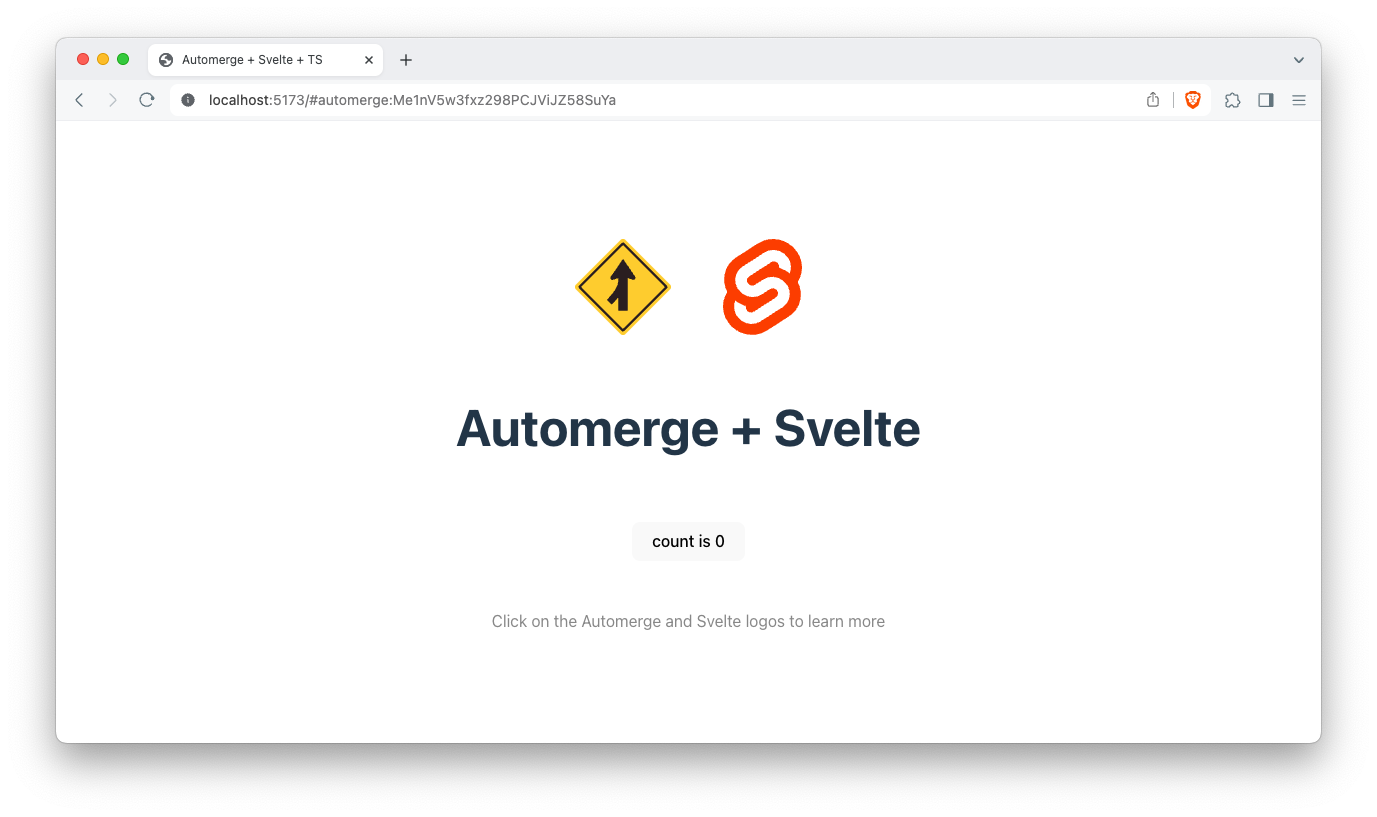 Automerge + Svelte + TS
localhost:5173/#automerge:Me1nV5w3fxz298PCJViJZ58SuYa
Automerge + Svelte
count is 0
Click on the Automerge and Svelte logos to learn more